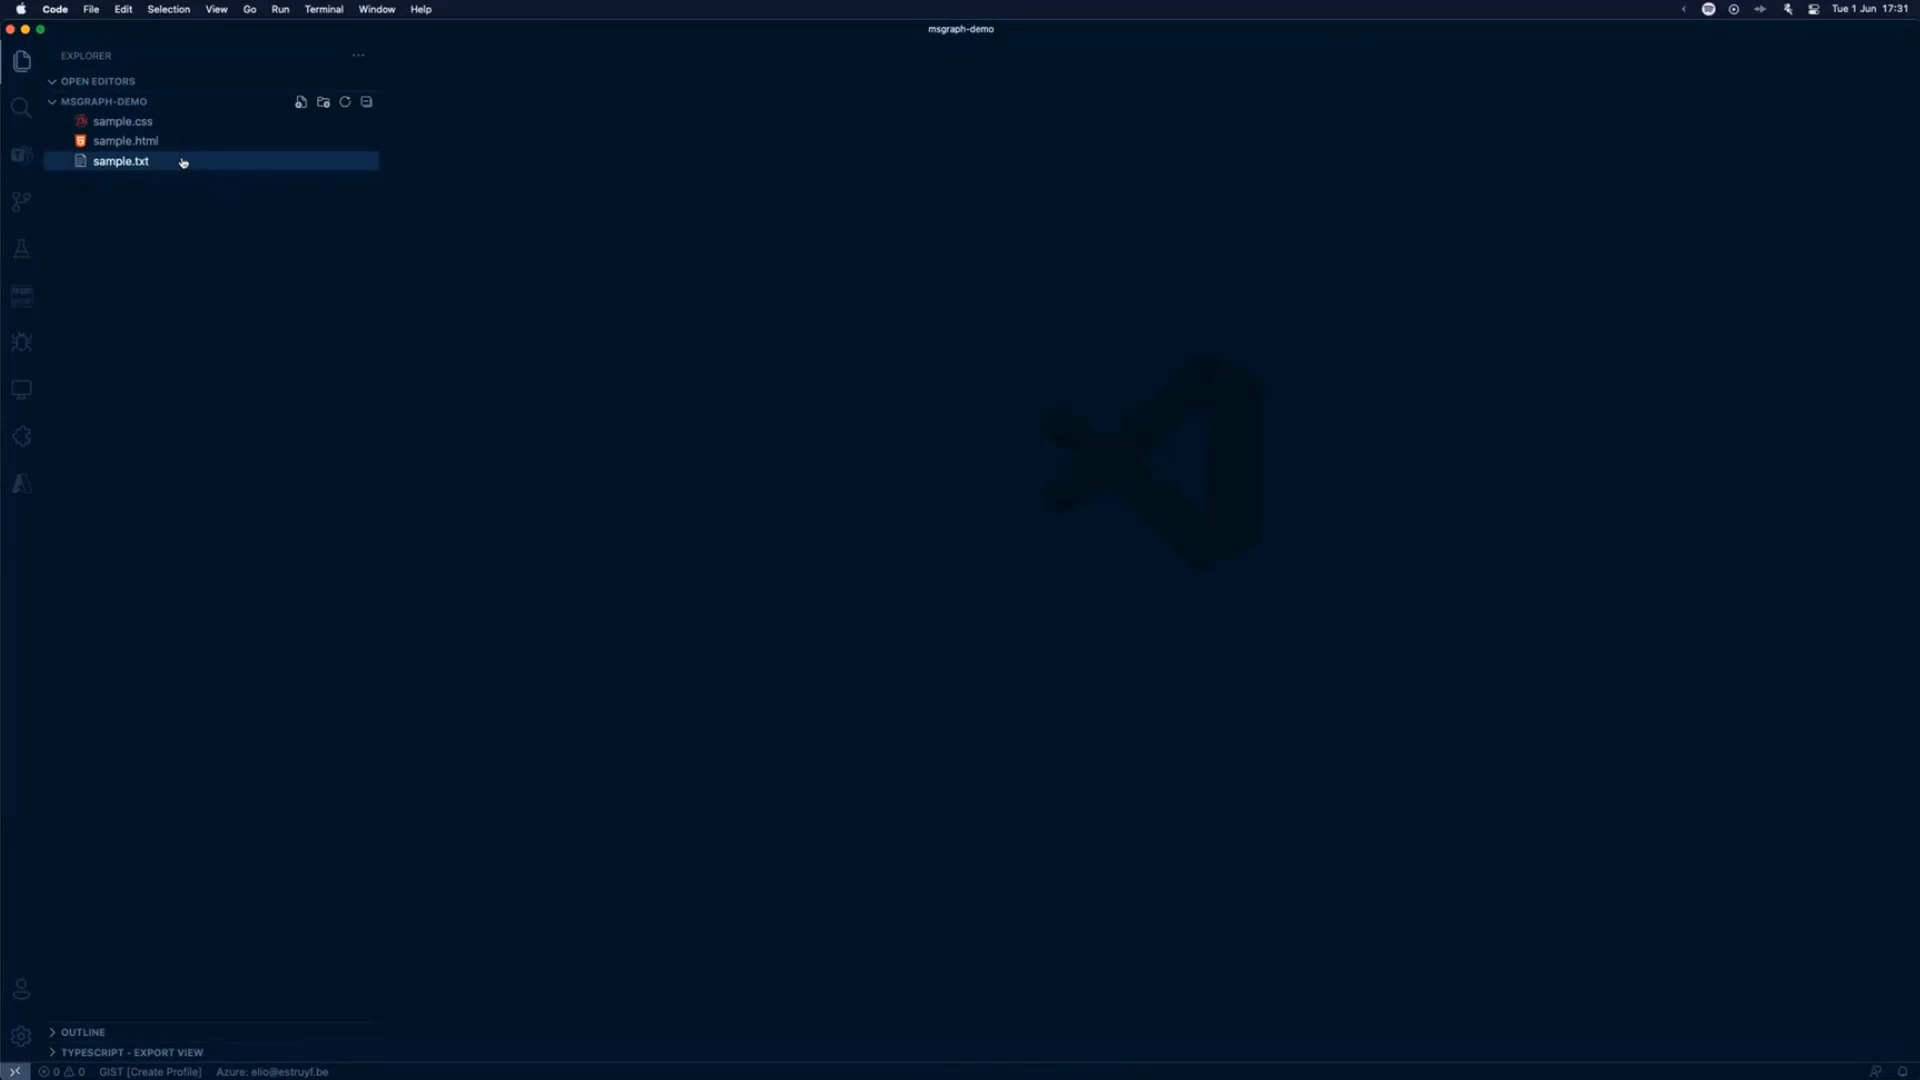 Code File Edit Selection View Go Run Terminal Window Help Tue 1 Jun 17:31
msgraph-demo
EXPLORER
OPEN EDITORS
MSGRAPH-DEMO
sample.css
sample.html
sample.txt
OUTLINE
TYPESCRIPT - EXPORT VIEW
0 0 GIST [Create Profile] Azure: elio@estruyf.be